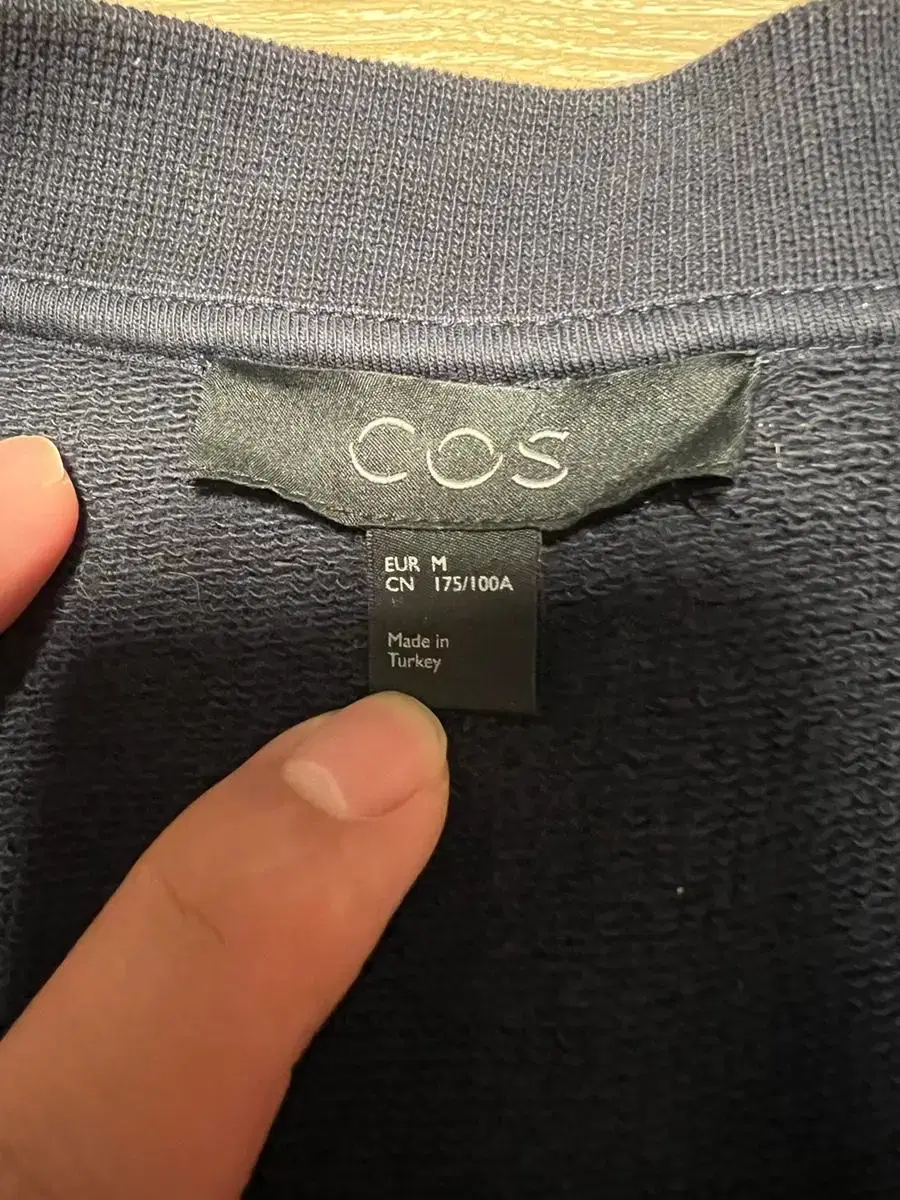 COS
EUR M
CN 175/100A
Made in
Turkey